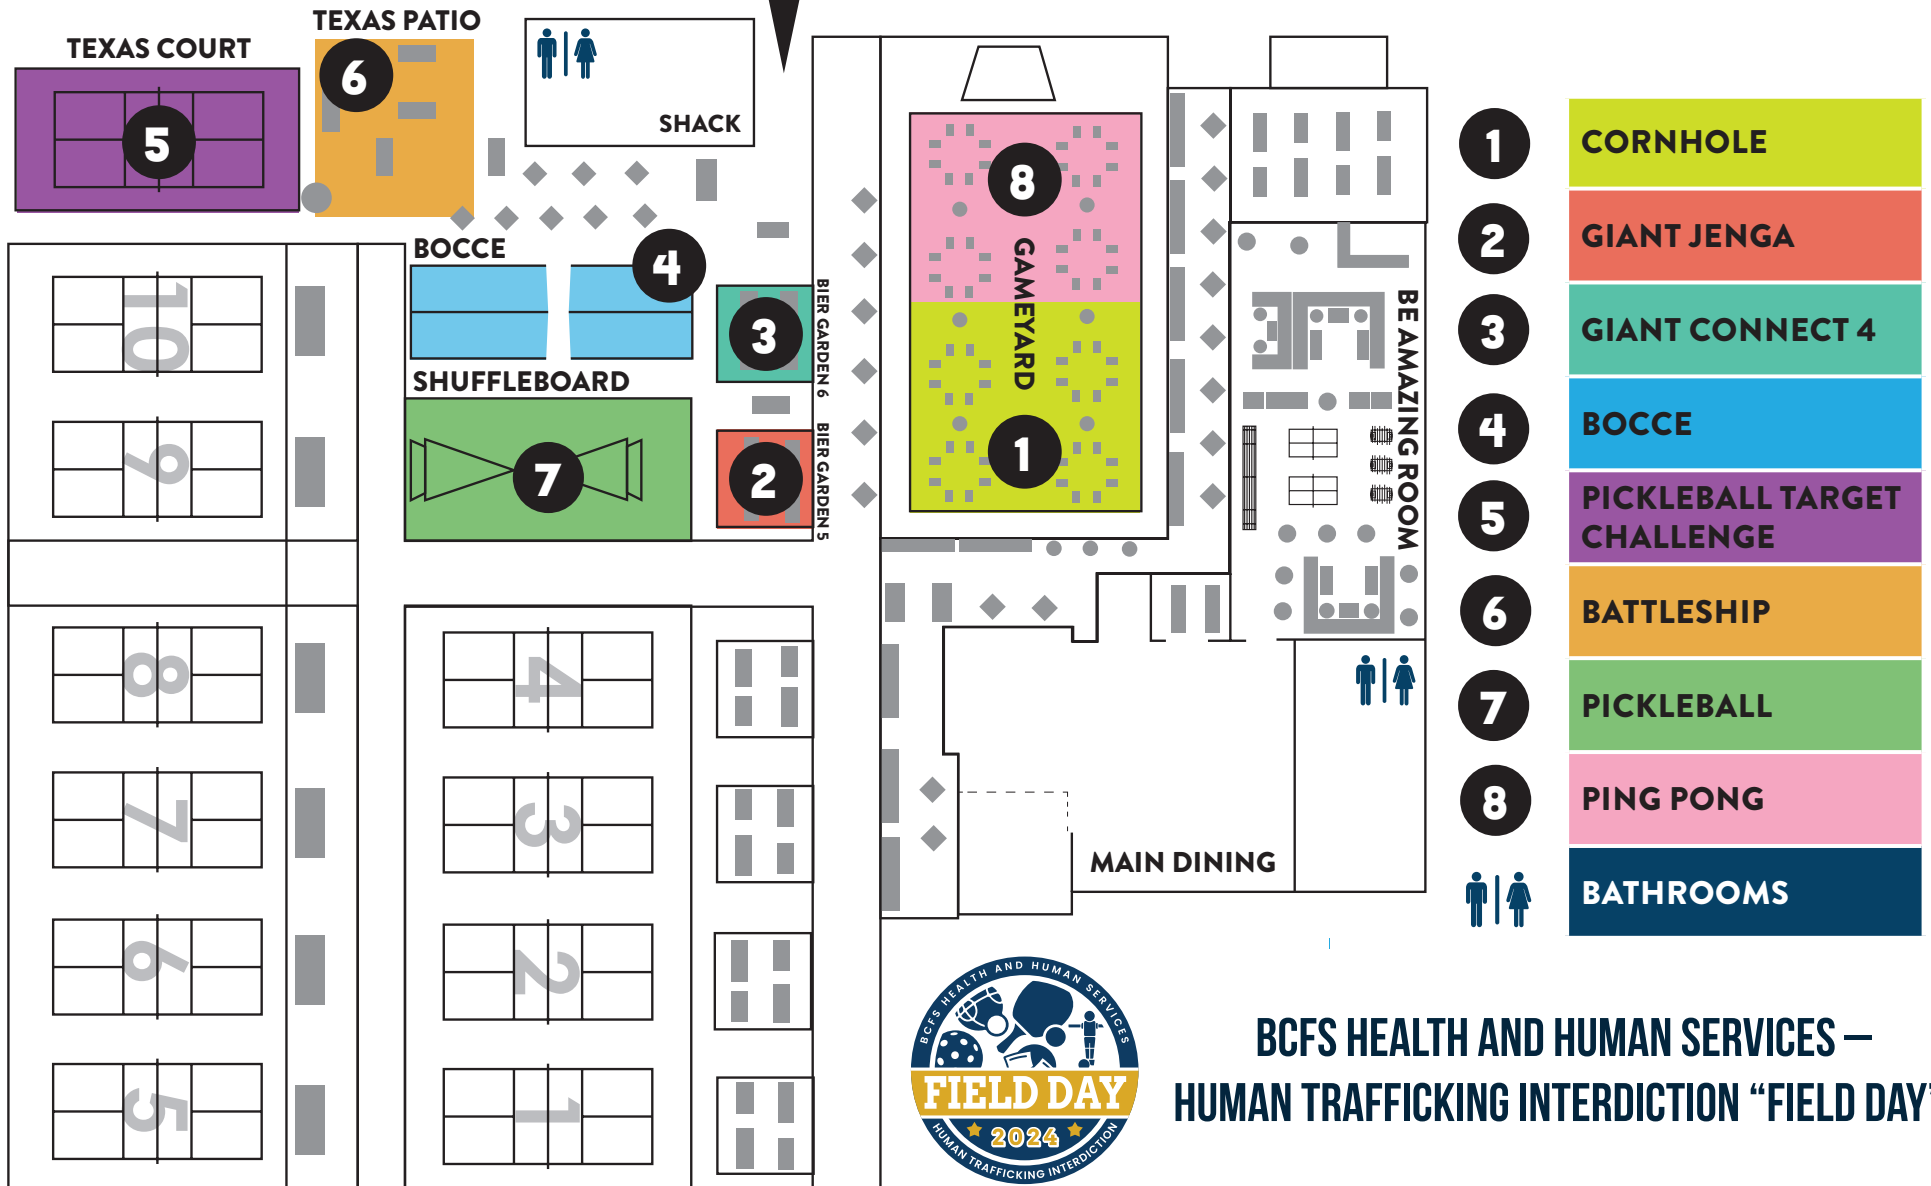 TEXAS COURT
5
TEXAS PATIO
6
SHACK
BOCCE
4
3
BIER GARDEN 6
SHUFFLEBOARD
7
2
BIER GARDEN 5
8
GAMEYARD
1
BE AMAZING ROOM
MAIN DINING
10
9
8
7
6
5
4
3
2
1
1 CORNHOLE
2 GIANT JENGA
3 GIANT CONNECT 4
4 BOCCE
5 PICKLEBALL TARGET
CHALLENGE
6 BATTLESHIP
7 PICKLEBALL
8 PING PONG
BATHROOMS
BCFS HEALTH AND HUMAN SERVICES
FIELD DAY
2024
HUMAN TRAFFICKING INTERDICTION
BCFS HEALTH AND HUMAN SERVICES –
HUMAN TRAFFICKING INTERDICTION “FIELD DAY”